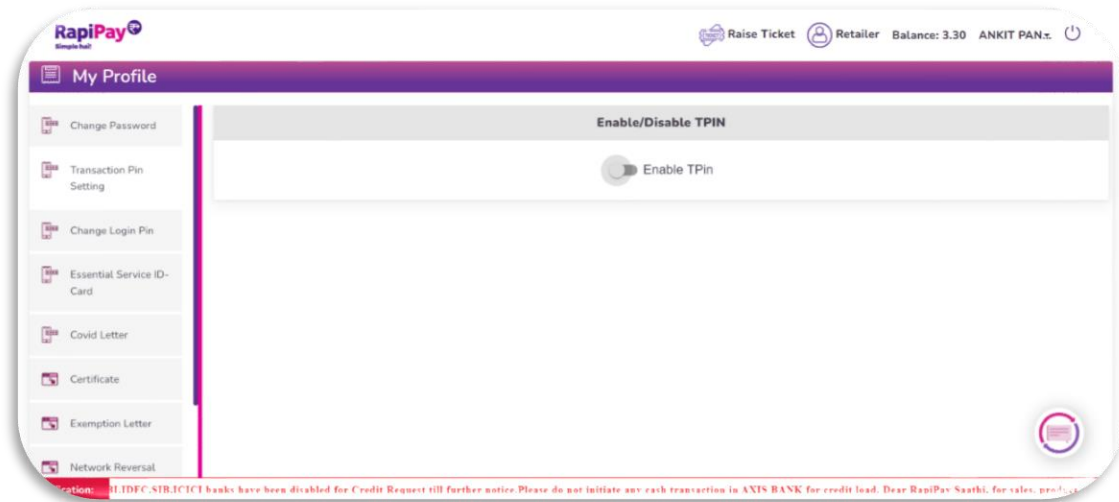 RapiPay
Simple hai!
Raise Ticket Retailer Balance: 3.30 ANKIT PAN..
My Profile
Change Password
Enable/Disable TPIN
Transaction Pin
Setting
Enable TPin
Change Login Pin
Essential Service ID-
Card
Covid Letter
Certificate
Exemption Letter
Network Reversal
cation: IDFC,SIB,ICICI banks have been disabled for Credit Request till further notice.Please do not initiate any cash transaction in AXIS BANK for credit load. Dear RapiPay Saathi, for sales,